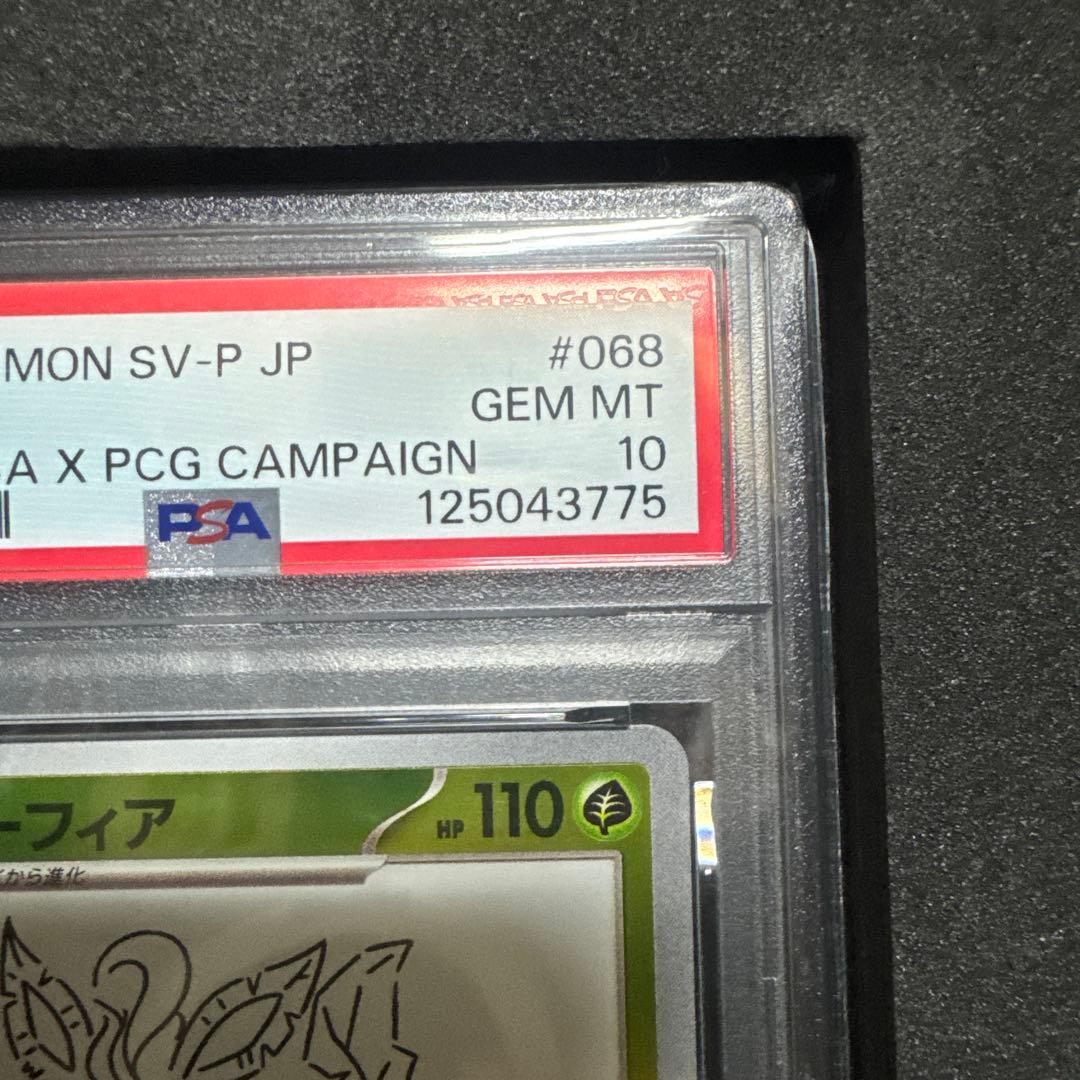 MON SV-P JP #068
GEM MT
A X PCG CAMPAIGN 10
PSA 125043775
ーフィア HP 110
から進化